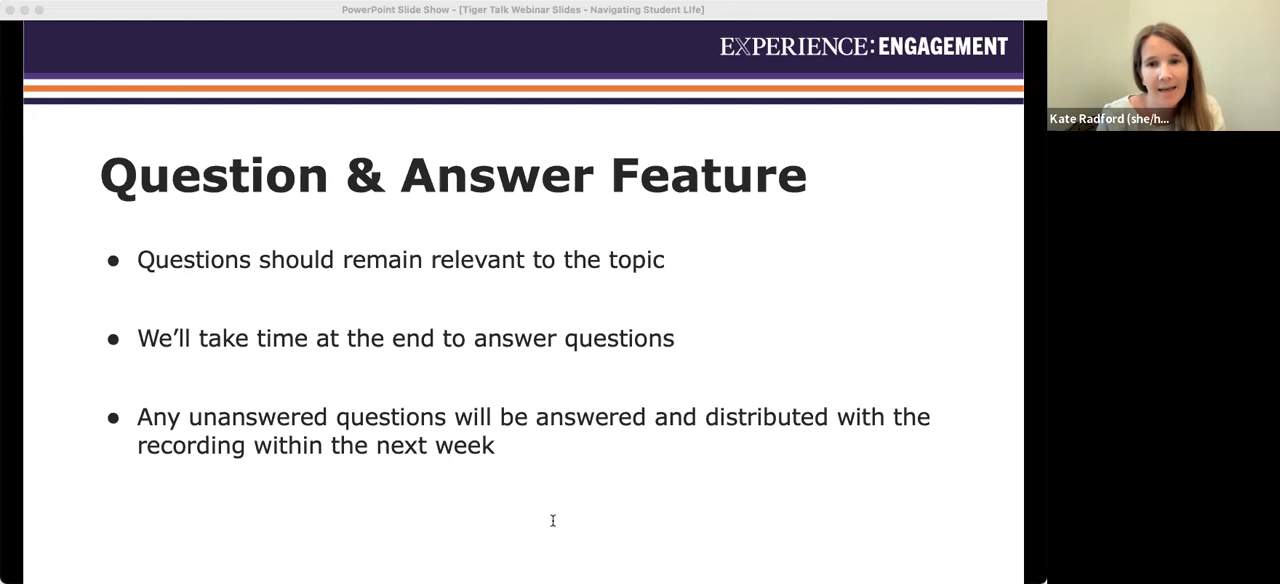 PowerPoint Slide Show - [Tiger Talk Webinar Slides - Navigating Student LIfe]
EXPERIENCE:ENGAGEMENT
Kate Radford (she/h...
Question & Answer Feature
● Questions should remain relevant to the topic
● We’ll take time at the end to answer questions
● Any unanswered questions will be answered and distributed with the
recording within the next week